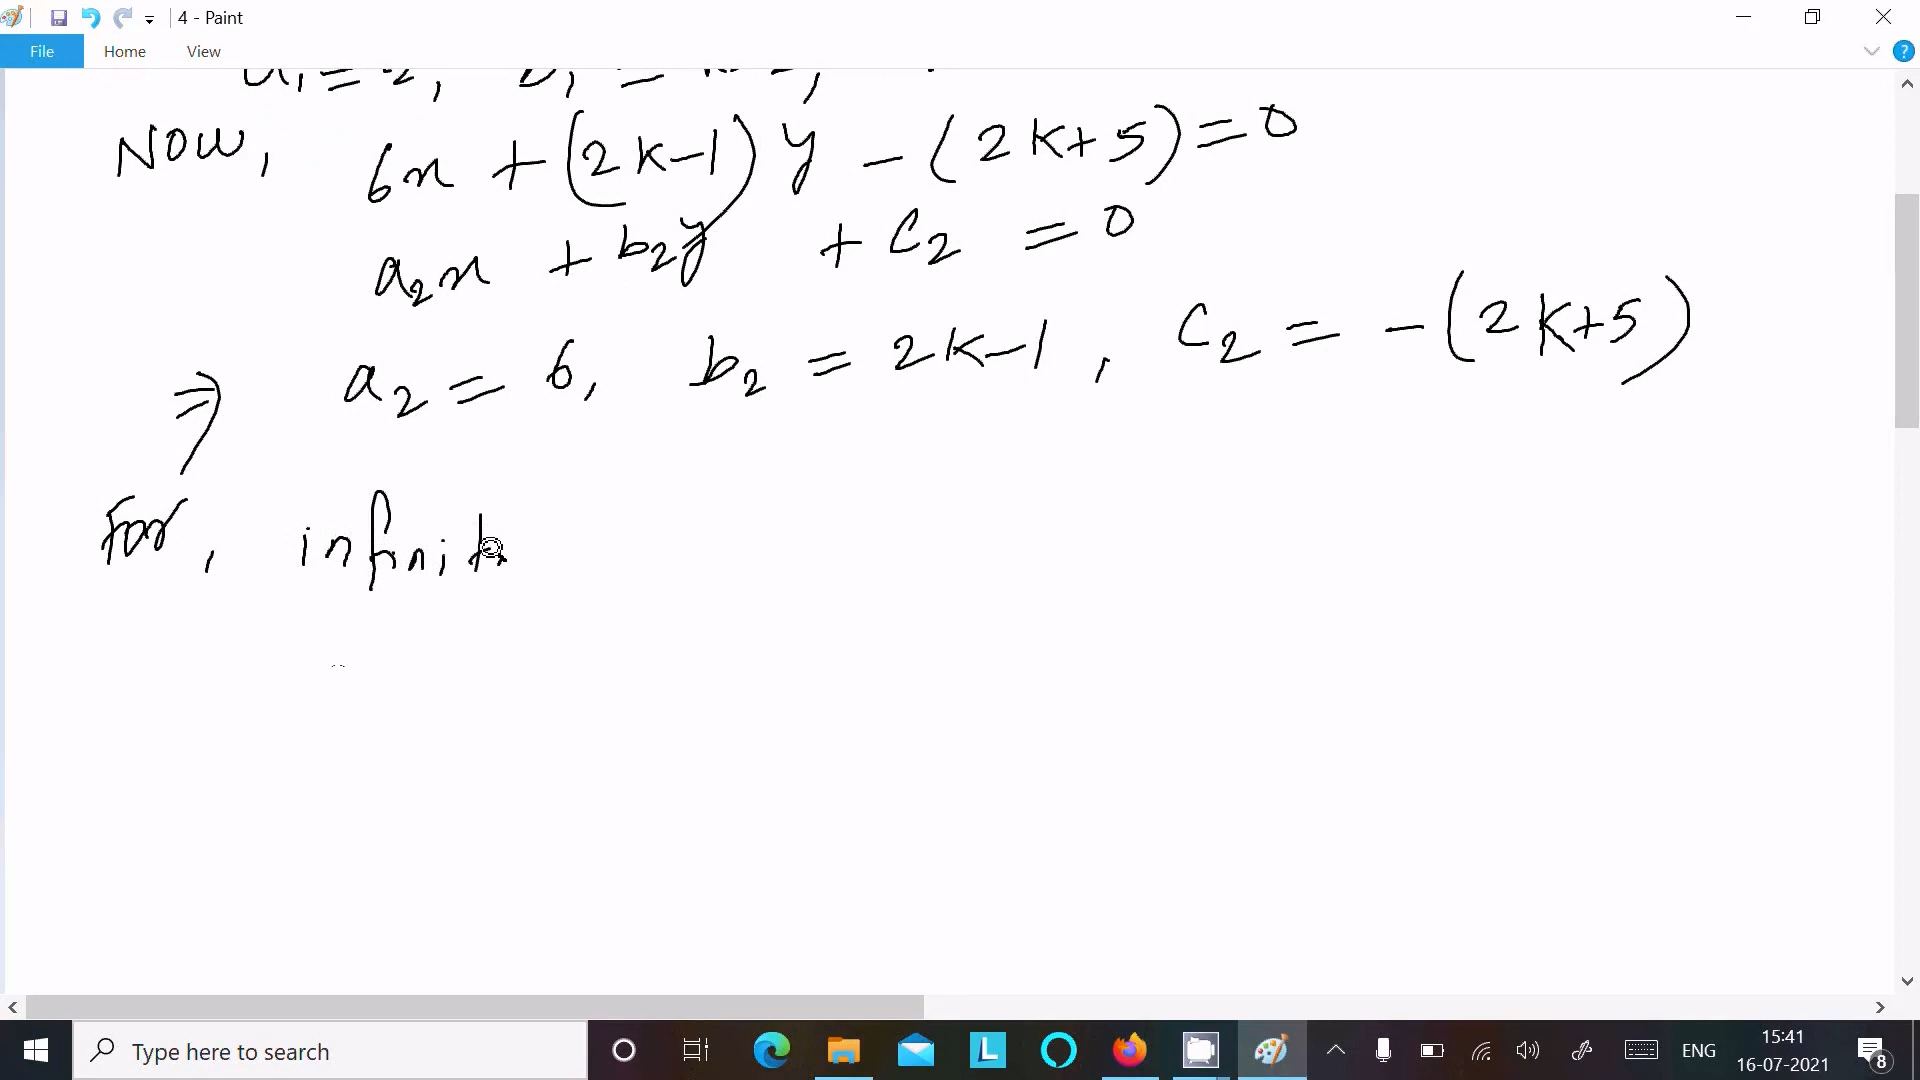 4 - Paint
File Home View
Now, 6x + (2k-1) y - (2k+5) = 0
a₂x + b₂y + c₂ = 0
⇒ a₂ = 6, b₂ = 2k-1, c₂ = -(2k+5)
For, infinit
Type here to search
ENG
15:41
16-07-2021
8